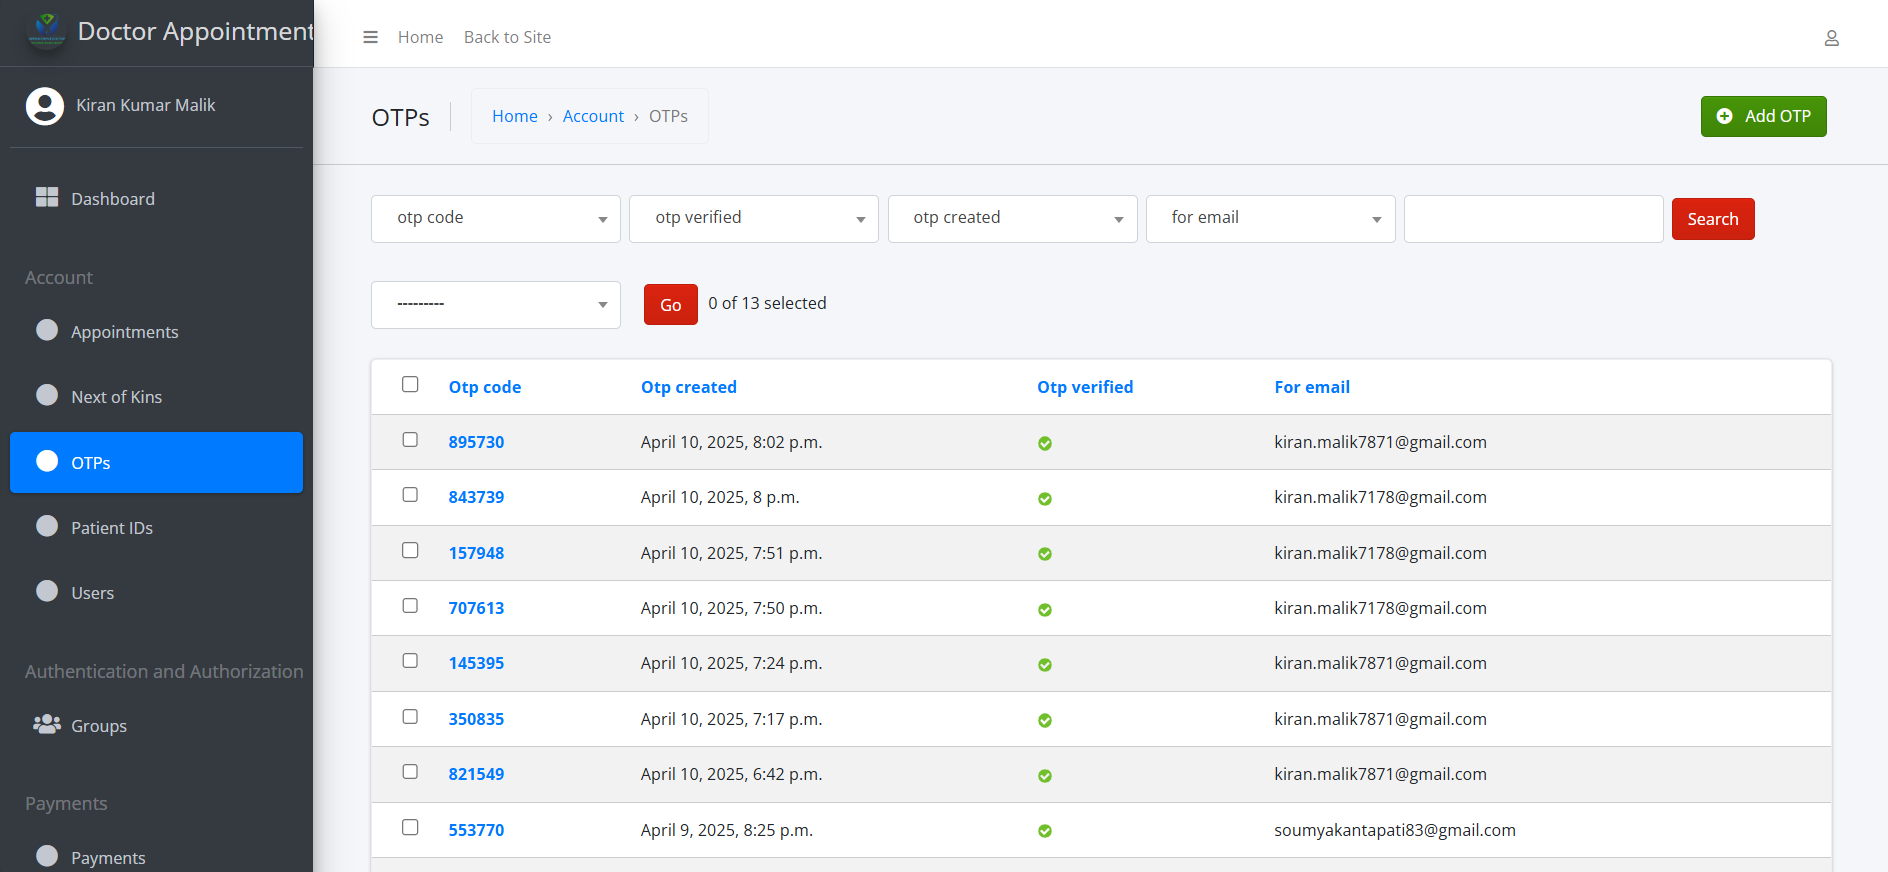 Doctor Appointment
Home Back to Site
Kiran Kumar Malik
OTPs Home › Account › OTPs Add OTP
Dashboard
otp code otp verified otp created for email Search
Account
--------- Go 0 of 13 selected
Appointments
Next of Kins
OTPs
Patient IDs
Users
Authentication and Authorization
Groups
Payments
Payments
Otp code Otp created Otp verified For email
895730 April 10, 2025, 8:02 p.m. kiran.malik7871@gmail.com
843739 April 10, 2025, 8 p.m. kiran.malik7178@gmail.com
157948 April 10, 2025, 7:51 p.m. kiran.malik7178@gmail.com
707613 April 10, 2025, 7:50 p.m. kiran.malik7178@gmail.com
145395 April 10, 2025, 7:24 p.m. kiran.malik7871@gmail.com
350835 April 10, 2025, 7:17 p.m. kiran.malik7871@gmail.com
821549 April 10, 2025, 6:42 p.m. kiran.malik7871@gmail.com
553770 April 9, 2025, 8:25 p.m. soumyakantapati83@gmail.com